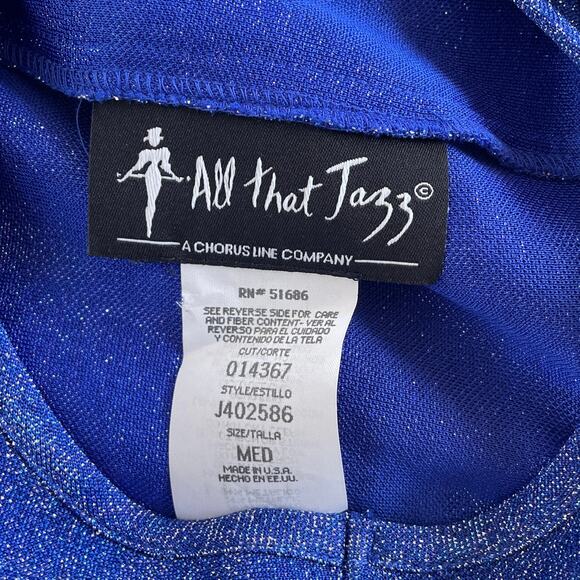 All that Jazz©
A CHORUS LINE COMPANY
RN# 51686
SEE REVERSE SIDE FOR CARE
AND FIBER CONTENT- VER AL
REVERSO PARA EL CUIDADO
Y CONTENIDO DE LA TELA
CUT/CORTE
014367
STYLE/ESTILLO
J402586
SIZE/TALLA
MED
MADE IN U.S.A.
HECHO EN EE.UU.